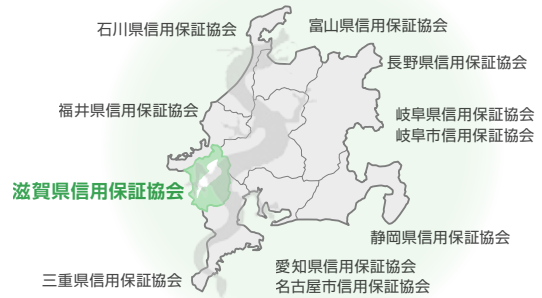 石川県信用保証協会
富山県信用保証協会
長野県信用保証協会
福井県信用保証協会
岐阜県信用保証協会
岐阜市信用保証協会
滋賀県信用保証協会
静岡県信用保証協会
愛知県信用保証協会
三重県信用保証協会
名古屋市信用保証協会